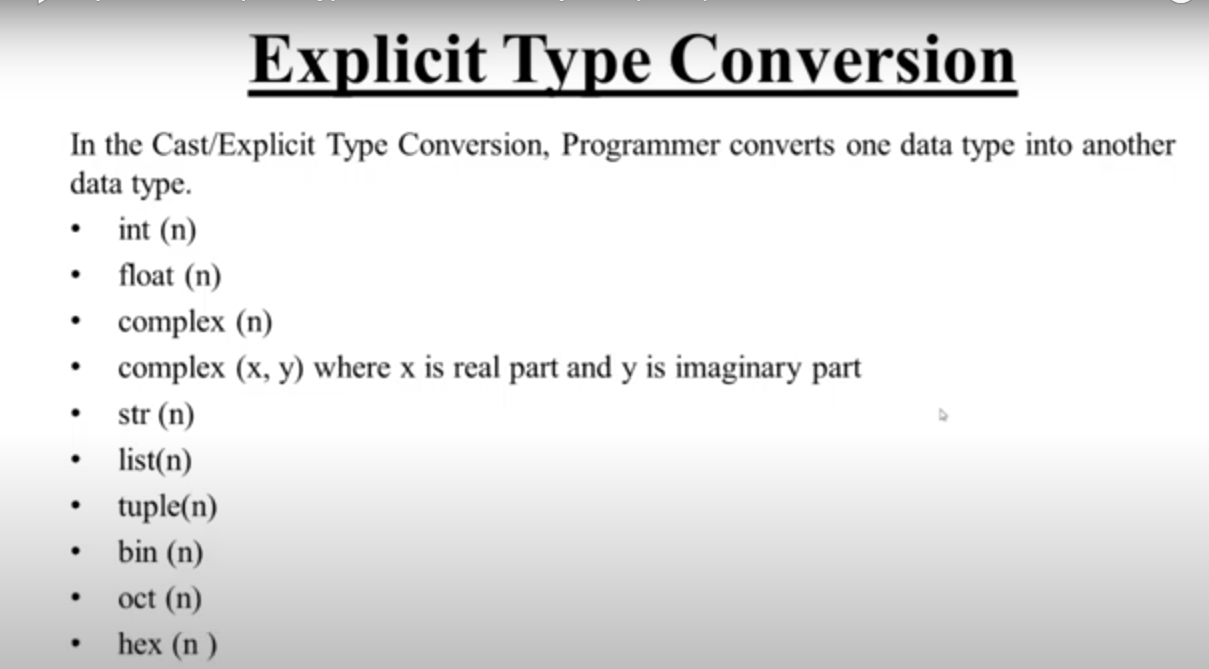 Explicit Type Conversion
In the Cast/Explicit Type Conversion, Programmer converts one data type into another
data type.
• int (n)
• float (n)
• complex (n)
• complex (x, y) where x is real part and y is imaginary part
• str (n)
• list(n)
• tuple(n)
• bin (n)
• oct (n)
• hex (n )